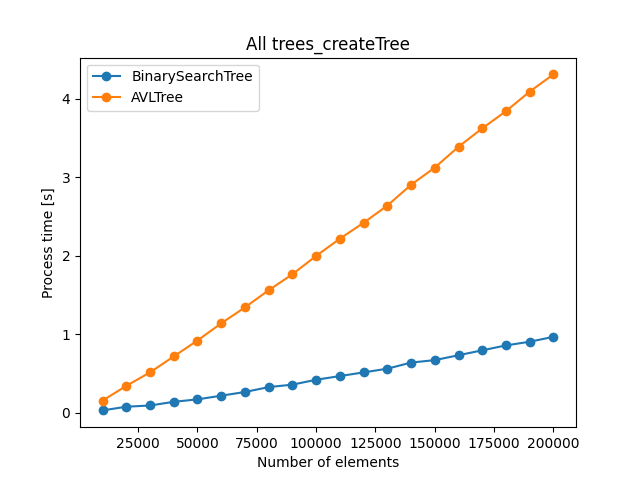 All trees_createTree
BinarySearchTree
AVLTree
Process time [s]
4
3
2
1
0
25000 50000 75000 100000 125000 150000 175000 200000
Number of elements